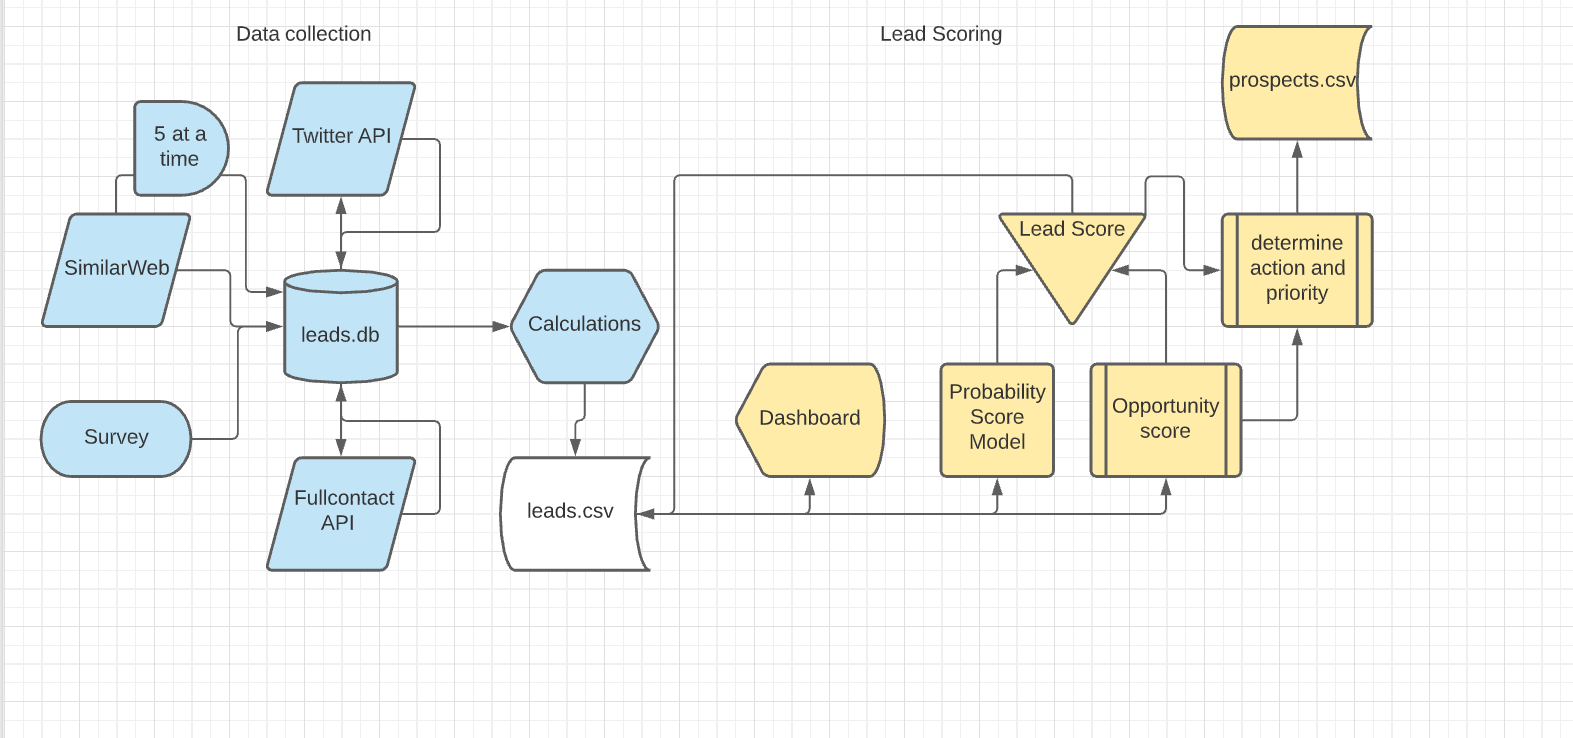 Data collection
Lead Scoring
prospects.csv
5 at a
time
Twitter API
SimilarWeb
leads.db
Calculations
Survey
Fullcontact
API
leads.csv
Lead Score
determine
action and
priority
Dashboard
Probability
Score
Model
Opportunity
score